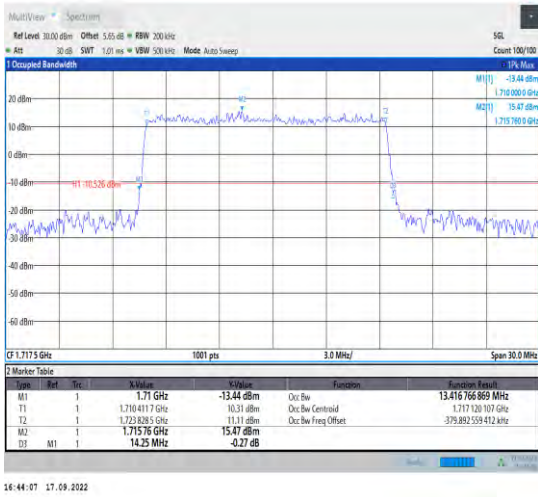 MultiView Spectrum
Ref Level 30.00 dBm Offset 5.65 dB RBW 200 kHz SGL
Att 30 dB SWT 1.01 ms VBW 500 kHz Mode Auto Sweep Count 100/100
1 Occupied Bandwidth 1Pk Max
M1[1] -13.44 dBm
1.710 000 0 GHz
M2[1] 15.47 dBm
1.715 760 0 GHz
20 dBm
10 dBm
0 dBm
-10 dBm
H1 -10.526 dBm
-20 dBm
-30 dBm
-40 dBm
-50 dBm
-60 dBm
M2
CF 1.717 5 GHz 1001 pts 3.0 MHz/ Span 30.0 MHz
2 Marker Table
Type Ref Trc X-Value Y-Value Function Function Result
M1 1 1.71 GHz -13.44 dBm Occ Bw 13.416 766 869 MHz
T1 1 1.710 411 7 GHz 10.31 dBm Occ Bw Centroid 1.717 120 107 GHz
T2 1 1.723 828 5 GHz 11.11 dBm Occ Bw Freq Offset -379.892 559 412 kHz
M2 1 1.715 76 GHz 15.47 dBm
D3 M1 1 14.25 MHz -0.27 dB
16:44:07 17.09.2022